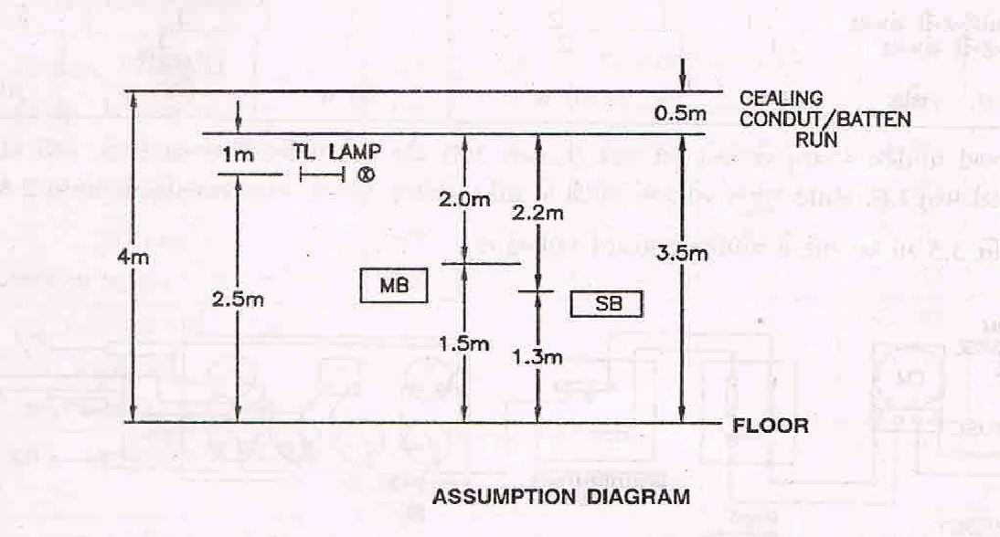 CEALING
CONDUT/BATTEN
RUN
0.5m
1m
TL LAMP
2.0m
2.2m
4m
3.5m
MB
2.5m
SB
1.5m
1.3m
FLOOR
ASSUMPTION DIAGRAM